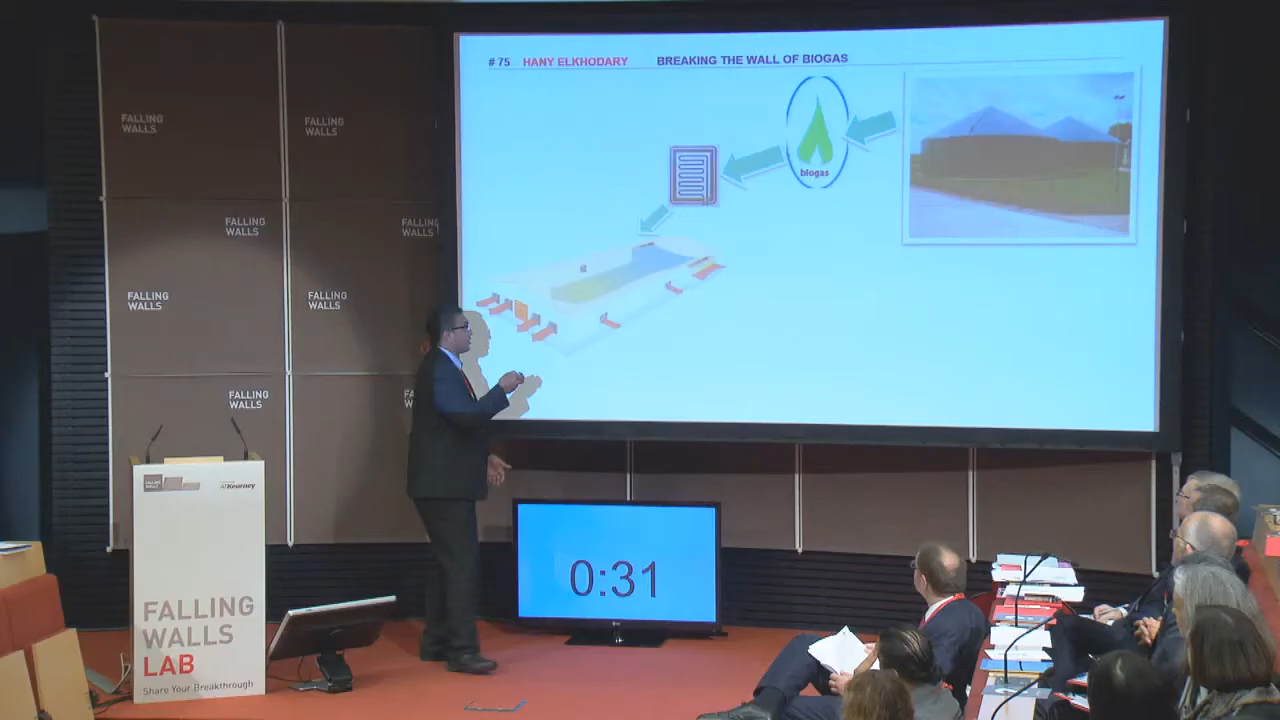 # 75 HANY ELKHODARY BREAKING THE WALL OF BIOGAS
biogas
FALLING
WALLS
FALLING
WALLS
FALLING
WALLS
FALLING
WALLS
FALLING
WALLS
FALLING
WALLS
FALLING
WALLS
ATKearney
FALLING
WALLS
LAB
Share Your Breakthrough
0:31